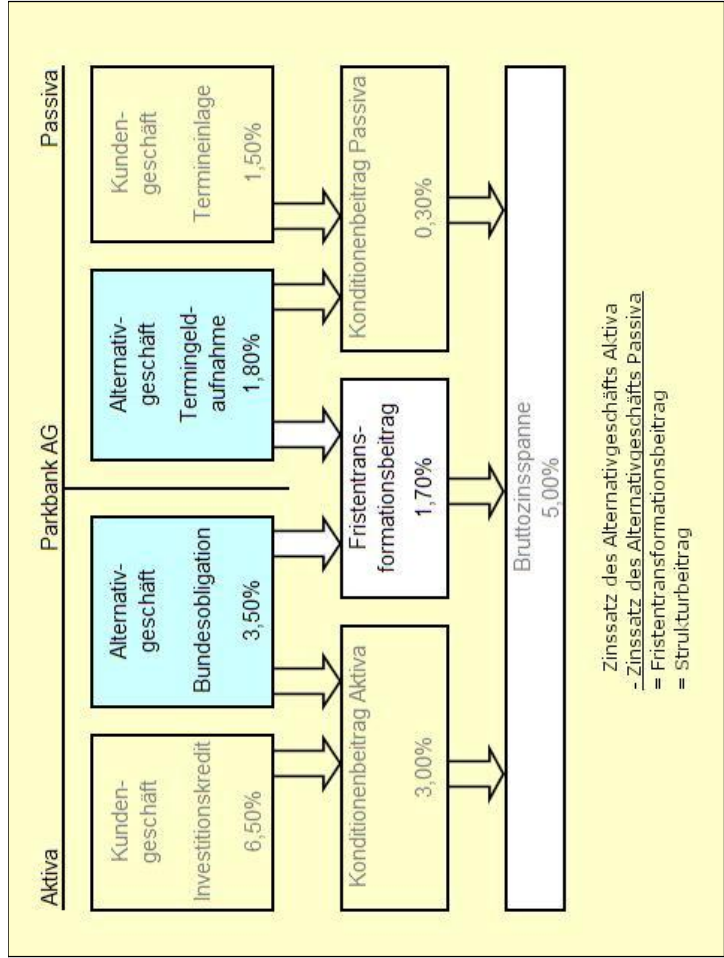 Aktiva
Parkbank AG
Passiva
Kunden-
geschäft
Investitionskredit
6,50%
Alternativ-
geschäft
Bundesobligation
3,50%
Alternativ-
geschäft
Termingeld-
aufnahme
1,80%
Kunden-
geschäft
Termineinlage
1,50%
Konditionenbeitrag Aktiva
3,00%
Fristentrans-
formationsbeitrag
1,70%
Konditionenbeitrag Passiva
0,30%
Bruttozinsspanne
5,00%
Zinssatz des Alternativgeschäfts Aktiva
- Zinssatz des Alternativgeschäfts Passiva
= Fristentransformationsbeitrag
= Strukturbeitrag